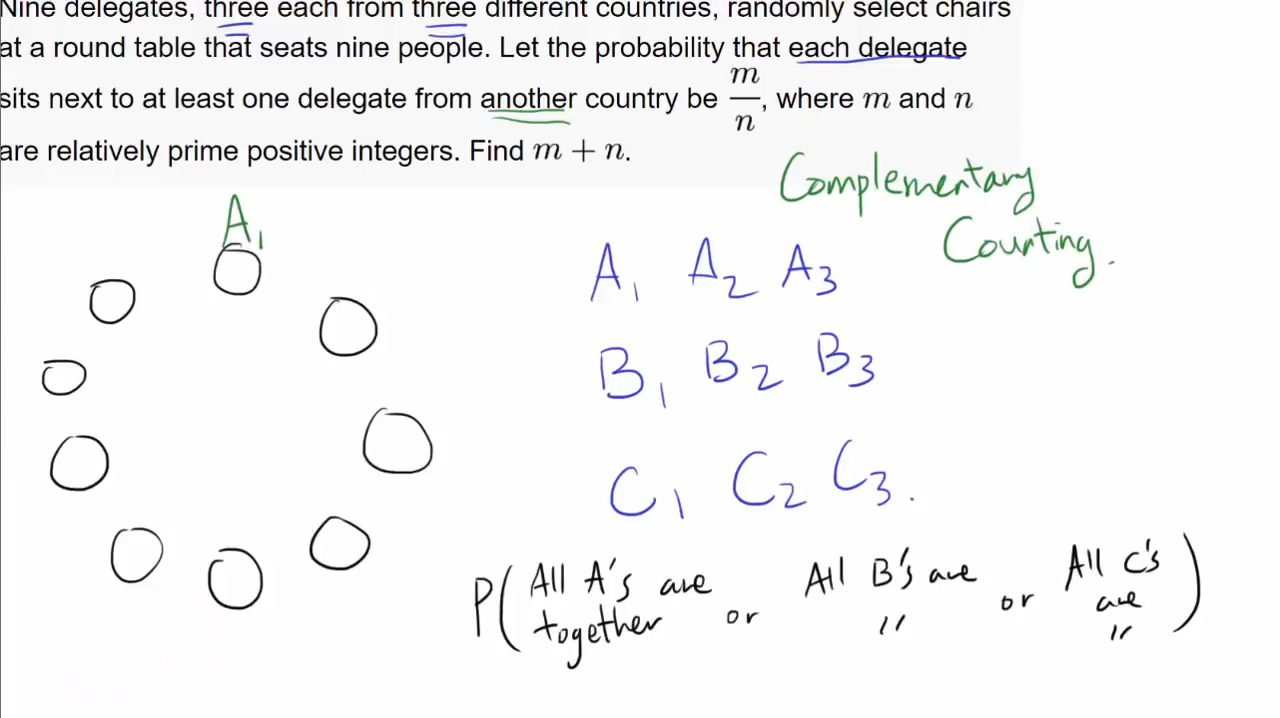 Nine delegates, three each from three different countries, randomly select chairs
at a round table that seats nine people. Let the probability that each delegate
sits next to at least one delegate from another country be m/n, where m and n
are relatively prime positive integers. Find m + n.
Complementary
Counting.
A₁
A₁ A₂ A₃
B₁ B₂ B₃
C₁ C₂ C₃.
P( All A's are together or All B's are " or All C's are " )